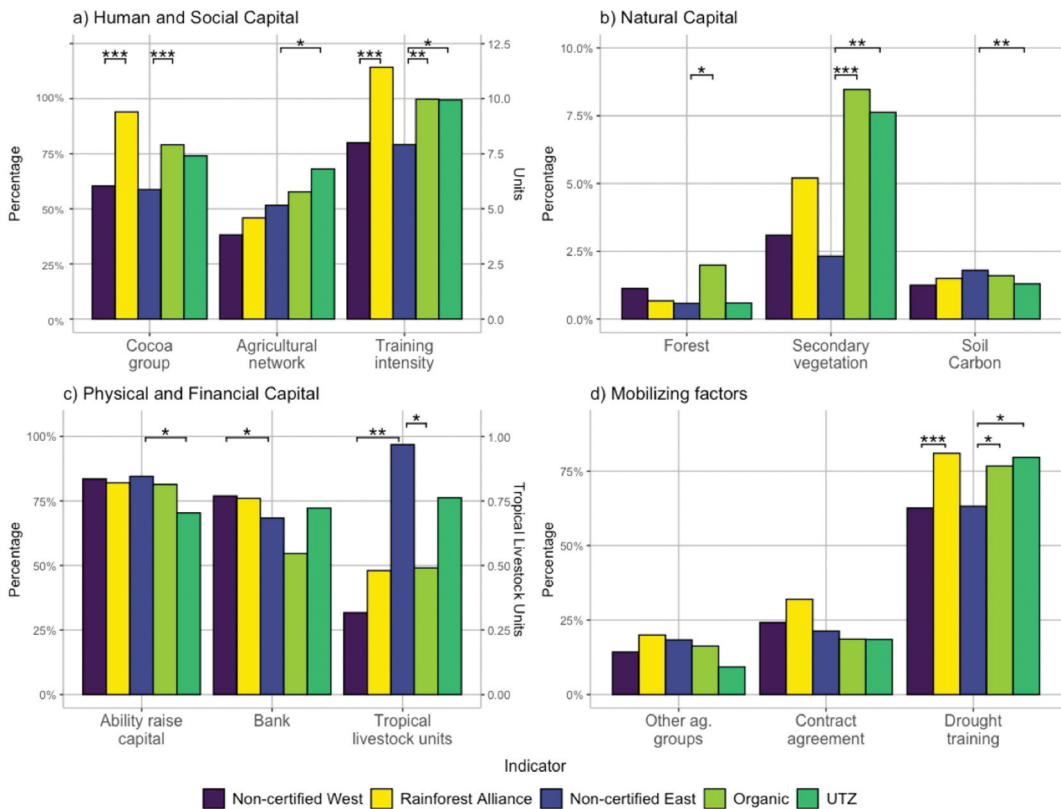 a) Human and Social Capital
12.5
10.0
7.5
5.0
2.5
0.0
100%
75%
50%
25%
0%
Percentage
Units
***
***
*
***
**
*
Cocoa group
Agricultural network
Training intensity
b) Natural Capital
10.0%
7.5%
5.0%
2.5%
0.0%
Percentage
*
***
**
**
Forest
Secondary vegetation
Soil Carbon
c) Physical and Financial Capital
100%
75%
50%
25%
0%
Percentage
1.00
0.75
0.50
0.25
0.00
Tropical Livestock Units
*
*
**
*
Ability raise capital
Bank
Tropical livestock units
d) Mobilizing factors
75%
50%
25%
0%
Percentage
***
*
*
Other ag. groups
Contract agreement
Drought training
Indicator
Non-certified West
Rainforest Alliance
Non-certified East
Organic
UTZ